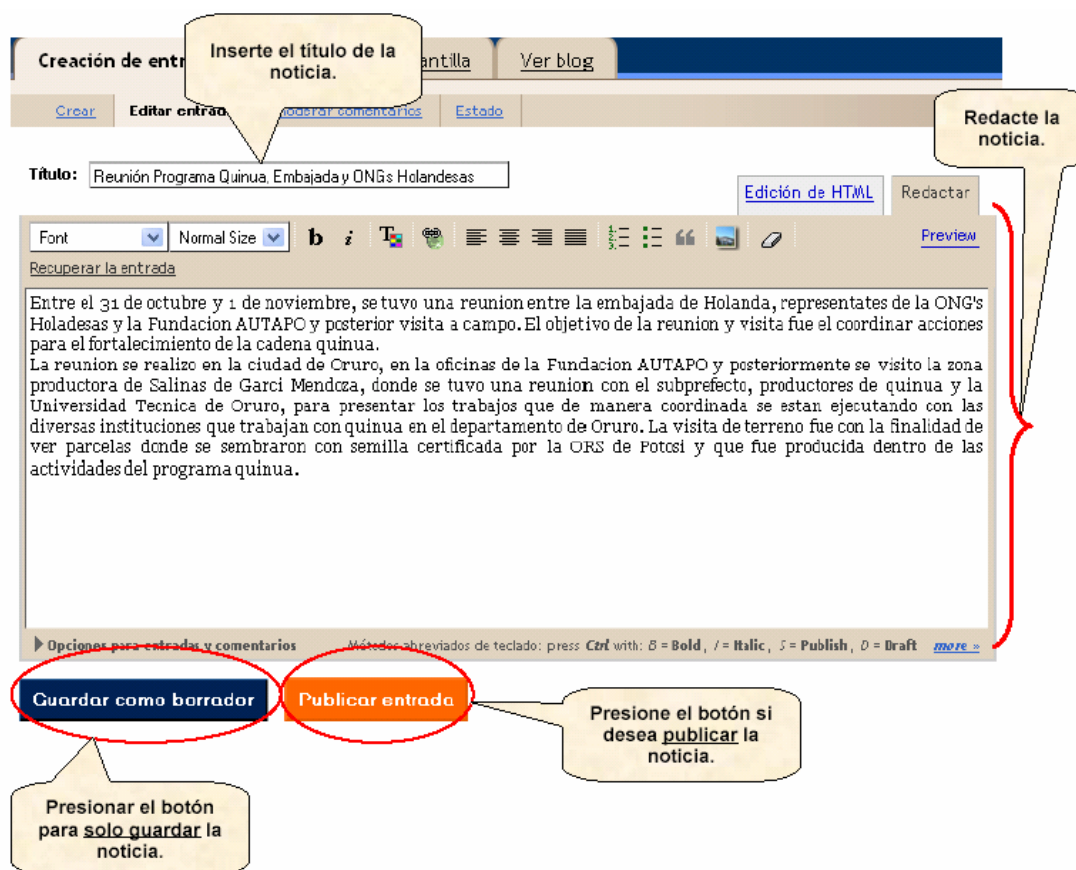 Inserte el título de la
noticia.
Creación de entr antilla Ver blog
Crear Editar entrad moderar comentarios Estado
Redacte la
noticia.
Título: Reunión Programa Quinua, Embajada y ONGs Holandesas
Edición de HTML Redactar
Font Normal Size b i T Preview
Recuperar la entrada
Entre el 31 de octubre y 1 de noviembre, se tuvo una reunion entre la embajada de Holanda, representates de la ONG's
Holadesas y la Fundacion AUTAPO y posterior visita a campo. El objetivo de la reunion y visita fue el coordinar acciones
para el fortalecimiento de la cadena quinua.
La reunion se realizo en la ciudad de Oruro, en la oficinas de la Fundacion AUTAPO y posteriormente se visito la zona
productora de Salinas de Garci Mendoza, donde se tuvo una reunion con el subprefecto, productores de quinua y la
Universidad Tecnica de Oruro, para presentar los trabajos que de manera coordinada se estan ejecutando con las
diversas instituciones que trabajan con quinua en el departamento de Oruro. La visita de terreno fue con la finalidad de
ver parcelas donde se sembraron con semilla certificada por la ORS de Potosi y que fue producida dentro de las
actividades del programa quinua.
Opciones para entradas y comentarios Métodos abreviados de teclado: press Ctrl with: B = Bold, I = Italic, S = Publish, D = Draft more »
Guardar como borrador Publicar entrada
Presione el botón si
desea publicar la
noticia.
Presionar el botón
para solo guardar la
noticia.